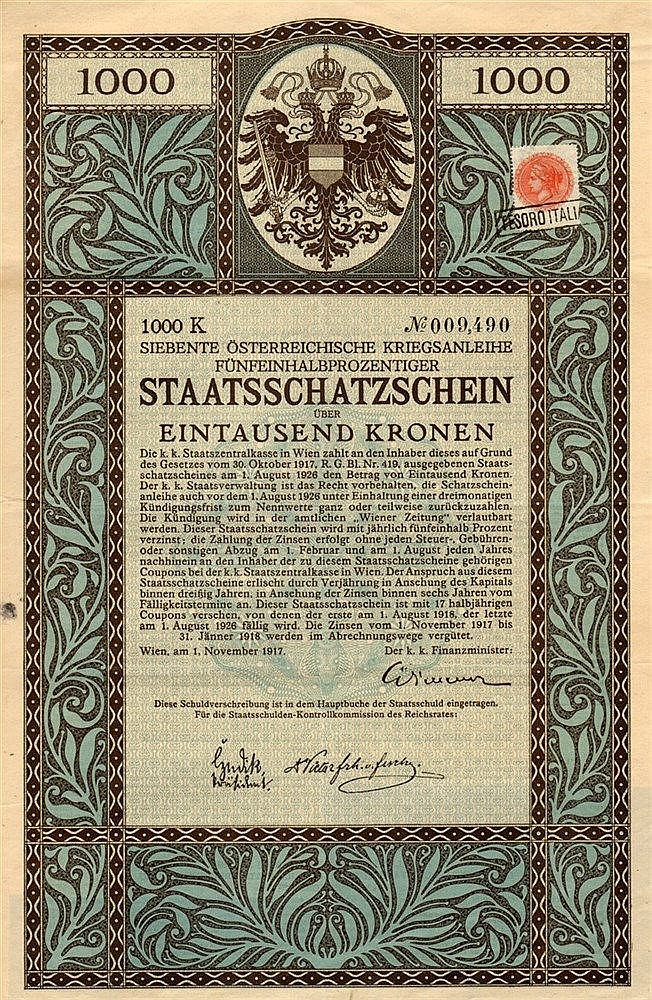 1000
1000
TESORO ITALI
1000 K
№ 009,490
SIEBENTE ÖSTERREICHISCHE KRIEGSANLEIHE
FÜNFEINHALBPROZENTIGER
STAATSSCHATZSCHEIN
ÜBER
EINTAUSEND KRONEN
Die k. k. Staatszentralkasse in Wien zahlt an den Inhaber dieses auf Grund
des Gesetzes vom 30. Oktober 1917, R. G. Bl. Nr. 419, ausgegebenen Staats-
schatzscheines am 1. August 1926 den Betrag von Eintausend Kronen.
Der k. k. Staatsverwaltung ist das Recht vorbehalten, die Schatzschein-
anleihe auch vor dem 1. August 1926 unter Einhaltung einer dreimonatigen
Kündigungsfrist zum Nennwerte ganz oder teilweise zurückzuzahlen.
Die Kündigung wird in der amtlichen „Wiener Zeitung" verlautbart
werden. Dieser Staatsschatzschein wird mit jährlich fünfeinhalb Prozent
verzinst; die Zahlung der Zinsen erfolgt ohne jeden Steuer-, Gebühren-
oder sonstigen Abzug am 1. Februar und am 1. August jeden Jahres
nachhinein an den Inhaber der zu diesem Staatsschatzscheine gehörigen
Coupons bei der k. k. Staatszentralkasse in Wien. Der Anspruch aus diesem
Staatsschatzscheine erlischt durch Verjährung in Ansehung des Kapitals
binnen dreißig Jahren, in Ansehung der Zinsen binnen sechs Jahren vom
Fälligkeitstermine an. Dieser Staatsschatzschein ist mit 17 halbjährigen
Coupons versehen, von denen der erste am 1. August 1918, der letzte
am 1. August 1926 fällig wird. Die Zinsen vom 1. November 1917 bis
31. Jänner 1918 werden im Abrechnungswege vergütet.
Wien, am 1. November 1917.
Der k. k. Finanzminister:
Diese Schuldverschreibung ist in dem Hauptbuche der Staatsschuld eingetragen.
Für die Staatsschulden-Kontrollkommission des Reichsrates:
Präsident.